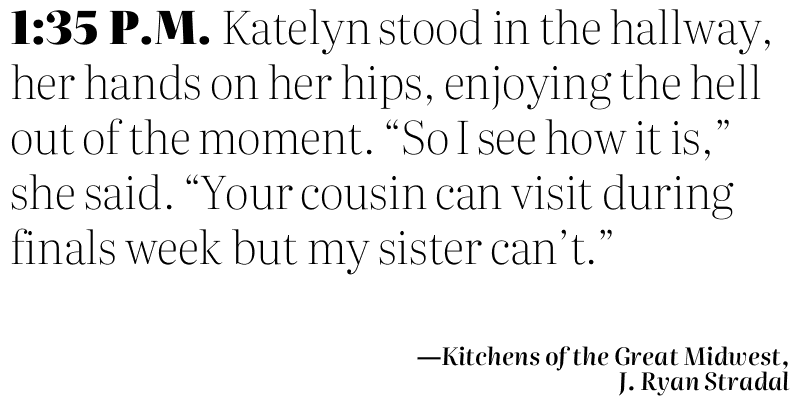 1:35 P.M. Katelyn stood in the hallway,
her hands on her hips, enjoying the hell
out of the moment. “So I see how it is,”
she said. “Your cousin can visit during
finals week but my sister can’t.”
—Kitchens of the Great Midwest,
J. Ryan Stradal